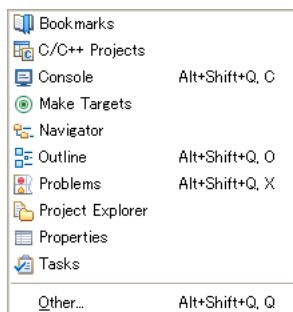 Bookmarks
C/C++ Projects
Console Alt+Shift+Q, C
Make Targets
Navigator
Outline Alt+Shift+Q, O
Problems Alt+Shift+Q, X
Project Explorer
Properties
Tasks
Other... Alt+Shift+Q, Q